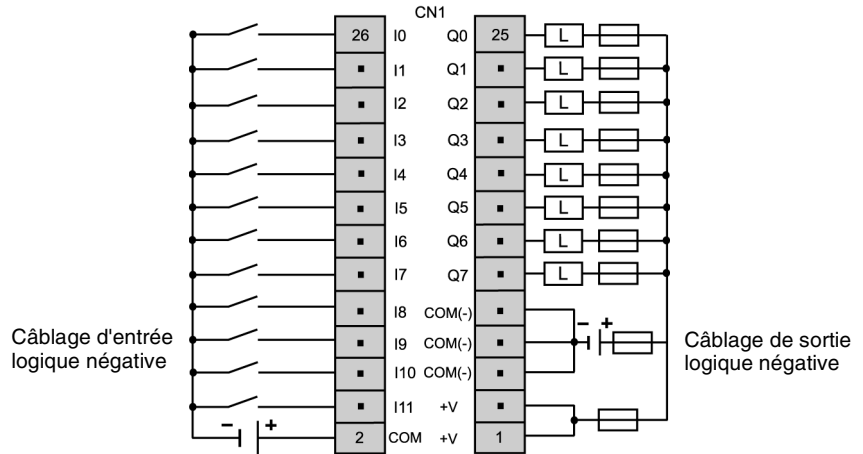 CN1
26 I0 Q0 25 L
I1 Q1 L
I2 Q2 L
I3 Q3 L
I4 Q4 L
I5 Q5 L
I6 Q6 L
I7 Q7 L
I8 COM(-)
- +
I9 COM(-)
I10 COM(-)
I11 +V
- +
2 COM +V 1
Câblage d'entrée
logique négative
Câblage de sortie
logique négative